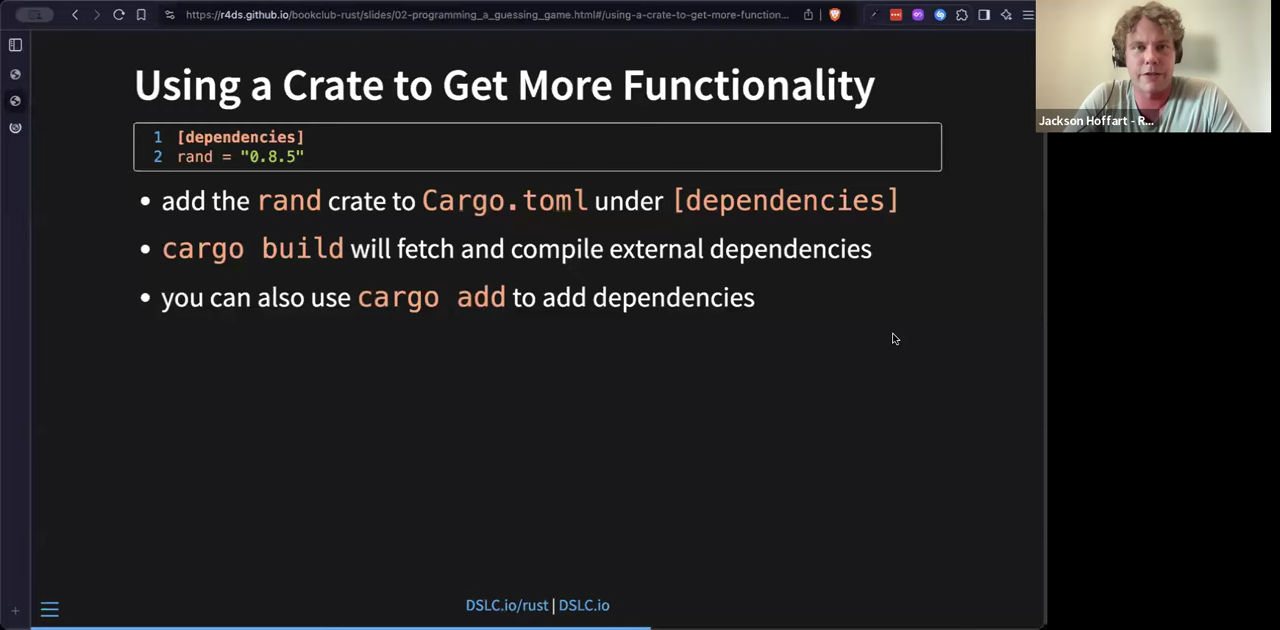 https://r4ds.github.io/bookclub-rust/slides/02-programming_a_guessing_game.html#/using-a-crate-to-get-more-function...
Using a Crate to Get More Functionality
1 [dependencies]
2 rand = "0.8.5"
• add the rand crate to Cargo.toml under [dependencies]
• cargo build will fetch and compile external dependencies
• you can also use cargo add to add dependencies
Jackson Hoffart - R...
DSLC.io/rust | DSLC.io